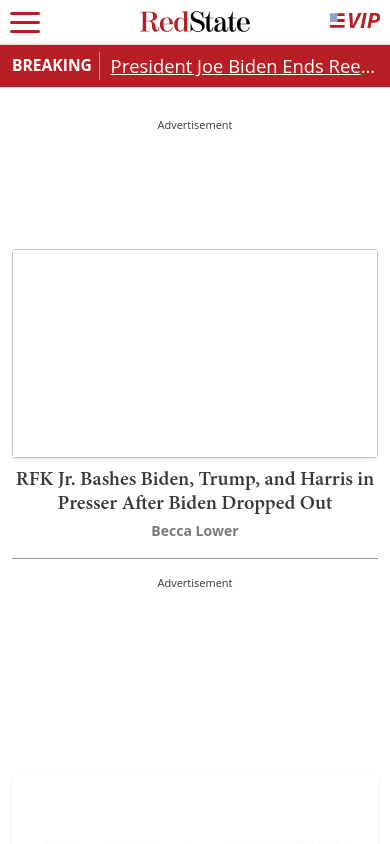 RedState
VIP
BREAKING
President Joe Biden Ends Ree...
Advertisement
RFK Jr. Bashes Biden, Trump, and Harris in
Presser After Biden Dropped Out
Becca Lower
Advertisement